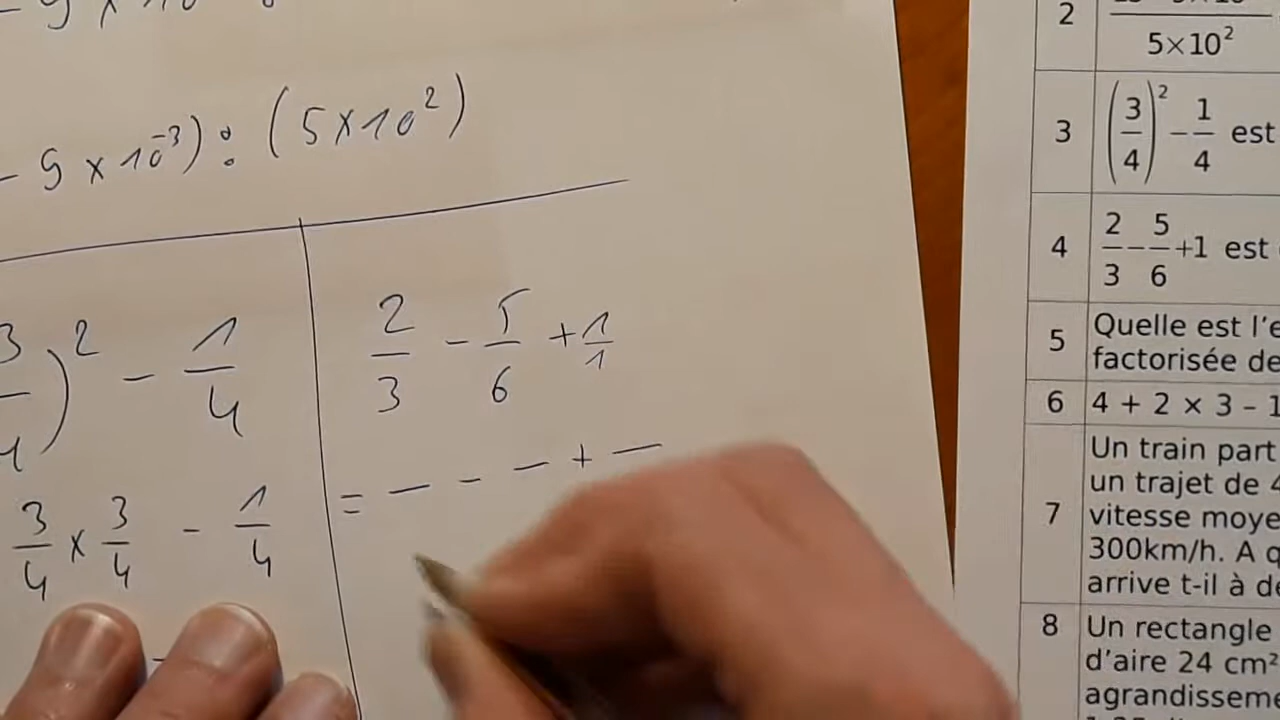 - 9 × 10⁻³) : (5×10²)
)² - 1/4
3/4 × 3/4 - 1/4
2/3 - 5/6 + 1/1
= — - — + —
2
5×10²
3 (3/4)² - 1/4 est
4 2/3 - 5/6 + 1 est
5 Quelle est l'
factorisée de
6 4 + 2 × 3 – 1
7 Un train part
un trajet de 4
vitesse moye
300km/h. A q
arrive t-il à de
8 Un rectangle
d'aire 24 cm²
agrandisseme